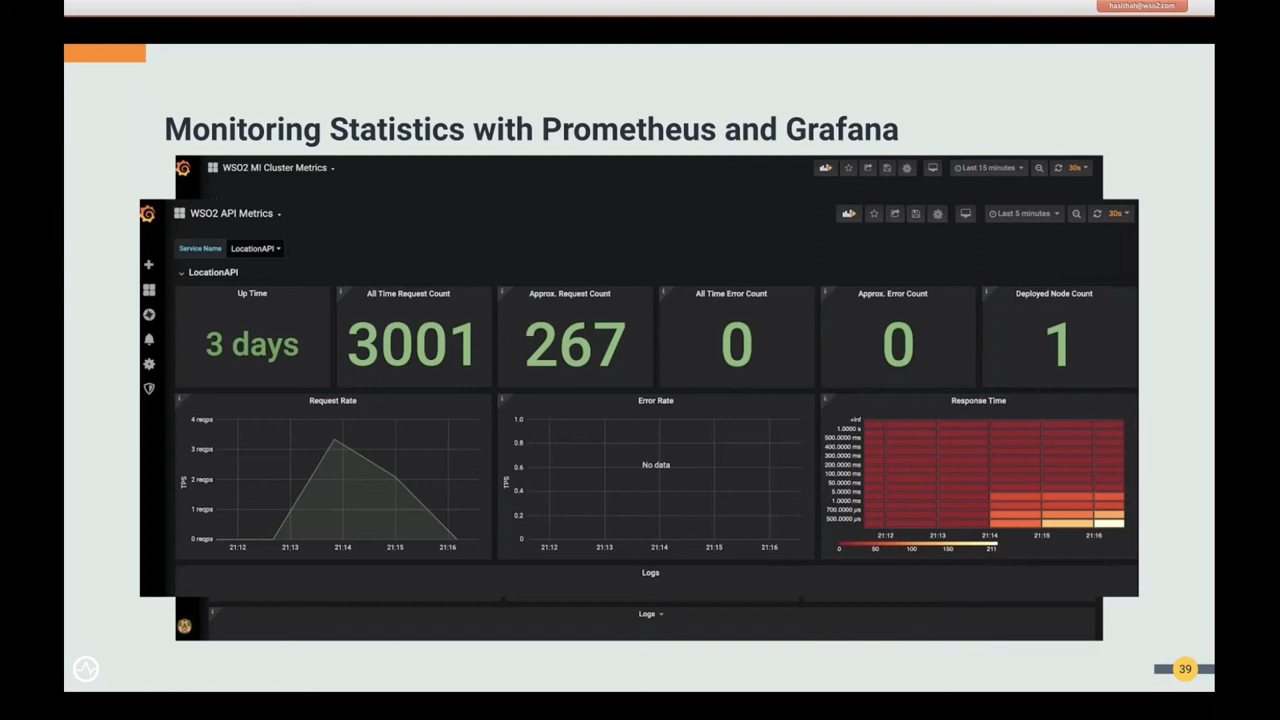 hasithah@wso2.com
Monitoring Statistics with Prometheus and Grafana
WSO2 MI Cluster Metrics
Last 15 minutes
30s
WSO2 API Metrics
Last 5 minutes
30s
Service Name
LocationAPI
LocationAPI
Up Time
All Time Request Count
Approx. Request Count
All Time Error Count
Approx. Error Count
Deployed Node Count
3 days
3001
267
0
0
1
Request Rate
4 reqps
3 reqps
2 reqps
1 reqps
0 reqps
TPS
21:12
21:13
21:14
21:15
21:16
Error Rate
1.0
0.8
0.6
0.4
0.2
0
TPS
No data
21:12
21:13
21:14
21:15
21:16
Response Time
+Inf
1.0000 s
500.0000 ms
400.0000 ms
300.0000 ms
200.0000 ms
100.0000 ms
50.0000 ms
5.0000 ms
1.0000 ms
700.0000 µs
500.0000 µs
21:12
21:13
21:14
21:15
21:16
0
50
100
150
211
Logs
Logs
39